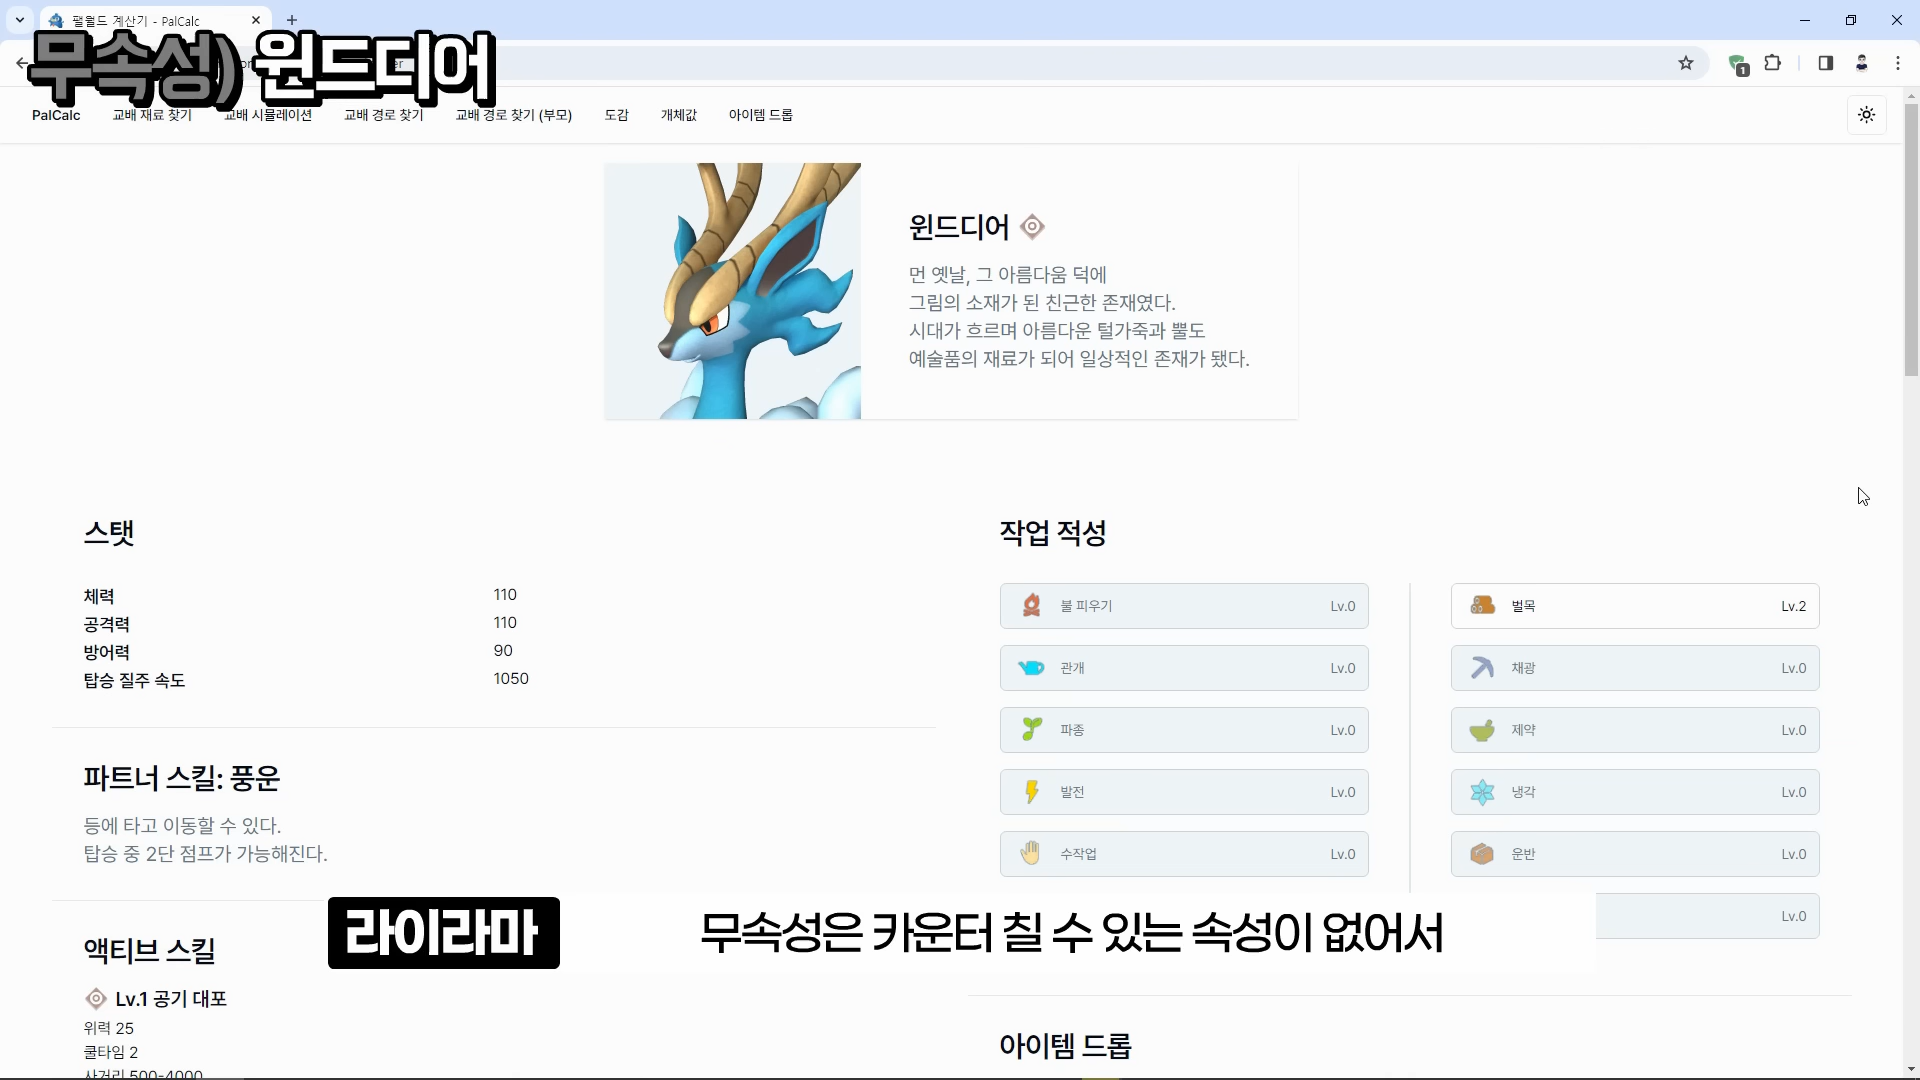 팰월드 계산기 - PalCalc
무속성) 윈드디어
PalCalc 교배 재료 찾기 교배 시뮬레이션 교배 경로 찾기 교배 경로 찾기 (부모) 도감 개체값 아이템 드롭
윈드디어
먼 옛날, 그 아름다움 덕에
그림의 소재가 된 친근한 존재였다.
시대가 흐르며 아름다운 털가죽과 뿔도
예술품의 재료가 되어 일상적인 존재가 됐다.
스탯
체력 110
공격력 110
방어력 90
탑승 질주 속도 1050
파트너 스킬: 풍운
등에 타고 이동할 수 있다.
탑승 중 2단 점프가 가능해진다.
액티브 스킬
Lv.1 공기 대포
위력 25
쿨타임 2
사거리 500-4000
작업 적성
불 피우기 Lv.0
벌목 Lv.2
관개 Lv.0
채광 Lv.0
파종 Lv.0
제약 Lv.0
발전 Lv.0
냉각 Lv.0
수작업 Lv.0
운반 Lv.0
Lv.0
아이템 드롭
라이라마
무속성은 카운터 칠 수 있는 속성이 없어서